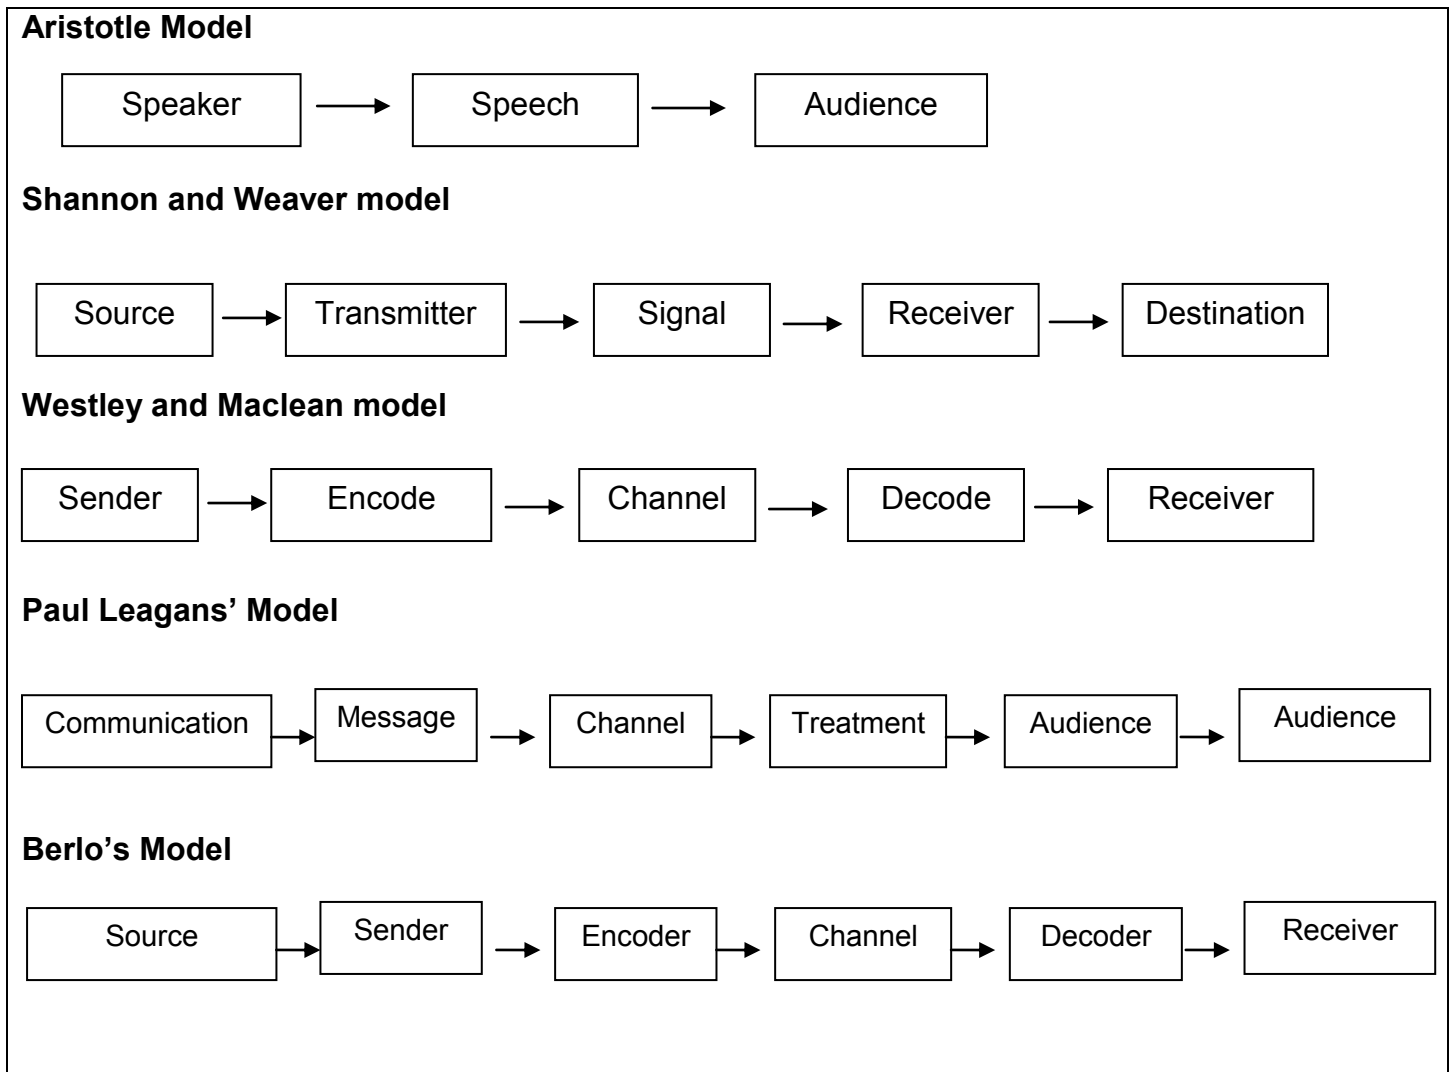 Aristotle Model
Speaker Speech Audience
Shannon and Weaver model
Source Transmitter Signal Receiver Destination
Westley and Maclean model
Sender Encode Channel Decode Receiver
Paul Leagans’ Model
Communication Message Channel Treatment Audience Audience
Berlo’s Model
Source Sender Encoder Channel Decoder Receiver